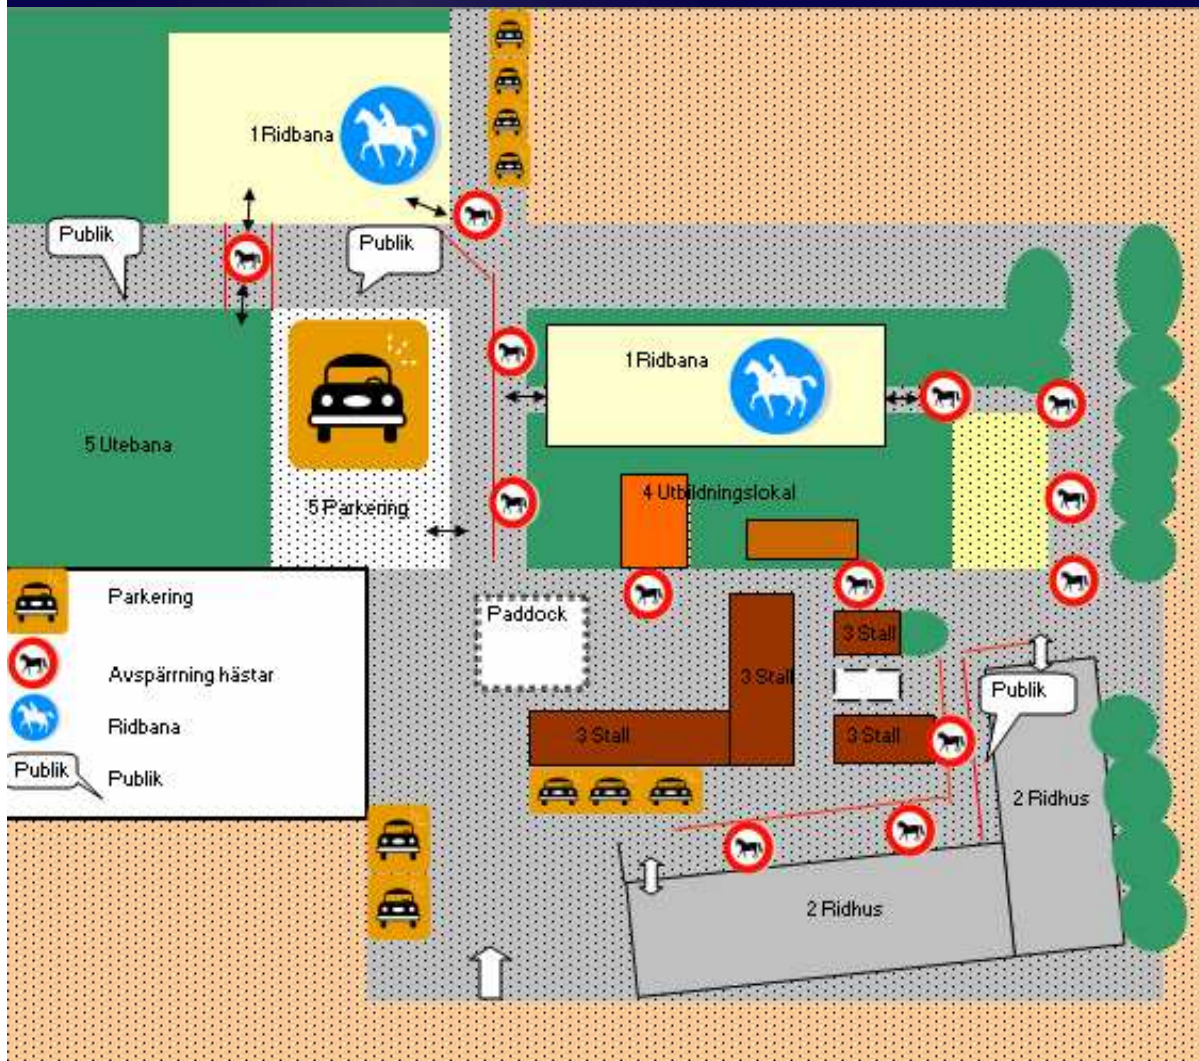 1 Ridbana
Publik
Publik
1 Ridbana
5 Utebana
4 Utbildningslokal
5 Parkering
Parkering
Paddock
3 Stall
3 Stall
Avspärrning hästar
Publik
Ridbana
3 Stall
3 Stall
Publik
Publik
2 Ridhus
2 Ridhus